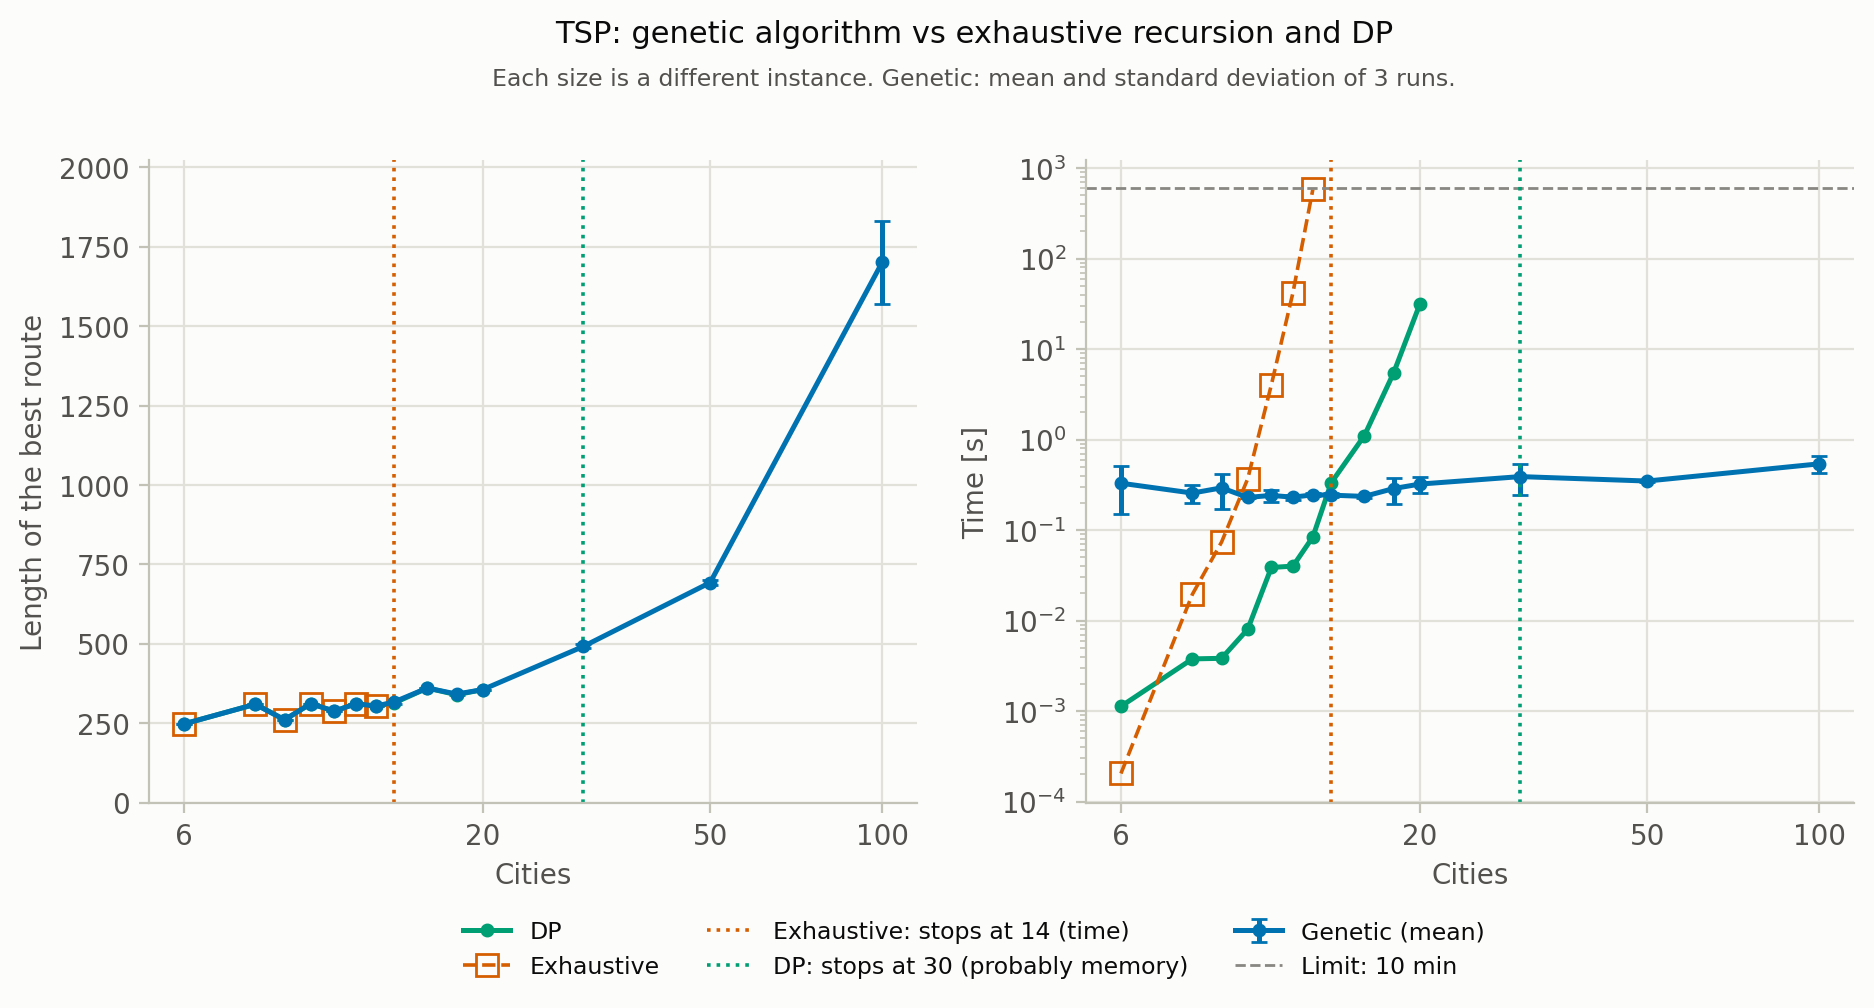 TSP: genetic algorithm vs exhaustive recursion and DP
Each size is a different instance. Genetic: mean and standard deviation of 3 runs.
Length of the best route
2000
1750
1500
1250
1000
750
500
250
0
6
20
50
100
Cities
Time [s]
10³
10²
10¹
10⁰
10⁻¹
10⁻²
10⁻³
10⁻⁴
6
20
50
100
Cities
DP
Exhaustive
Exhaustive: stops at 14 (time)
DP: stops at 30 (probably memory)
Genetic (mean)
Limit: 10 min